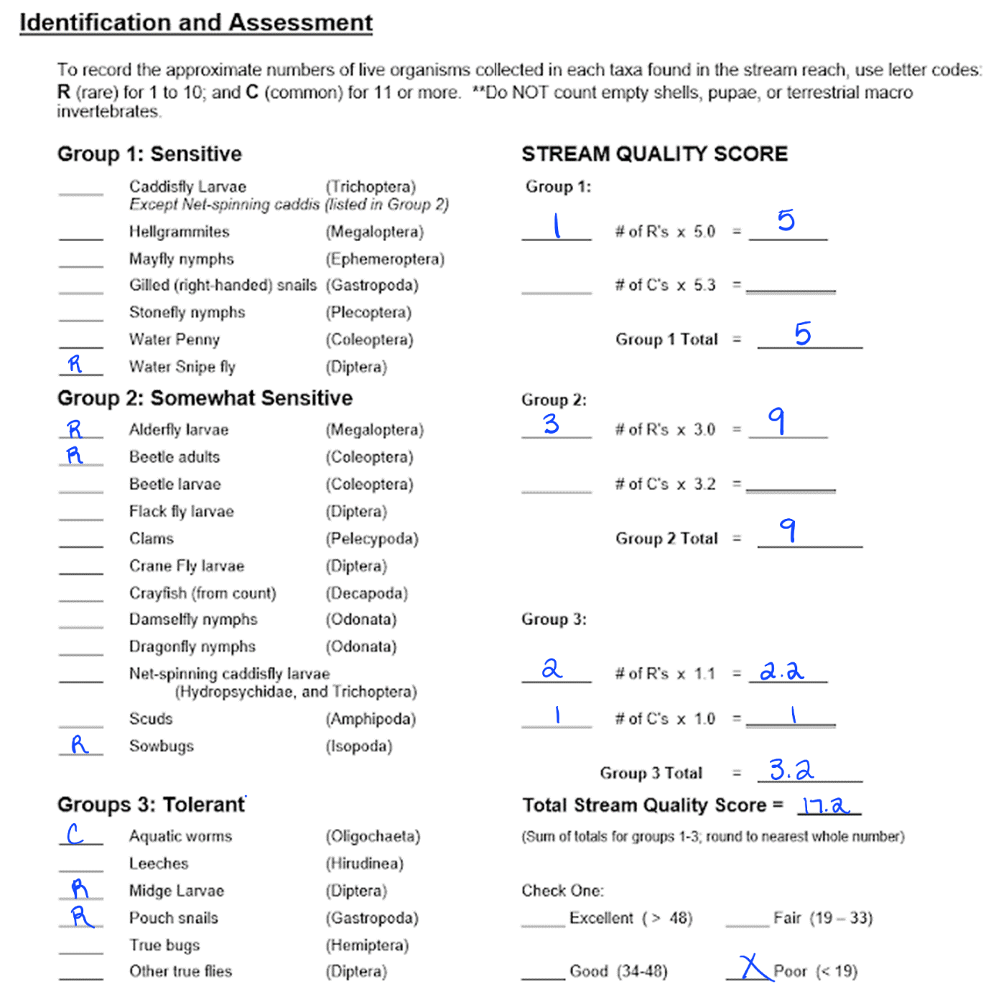 Identification and Assessment
To record the approximate numbers of live organisms collected in each taxa found in the stream reach, use letter codes:
R (rare) for 1 to 10; and C (common) for 11 or more. **Do NOT count empty shells, pupae, or terrestrial macro
invertebrates.
Group 1: Sensitive
Caddisfly Larvae (Trichoptera)
Except Net-spinning caddis (listed in Group 2)
Hellgrammites (Megaloptera)
Mayfly nymphs (Ephemeroptera)
Gilled (right-handed) snails (Gastropoda)
Stonefly nymphs (Plecoptera)
Water Penny (Coleoptera)
R Water Snipe fly (Diptera)
Group 2: Somewhat Sensitive
R Alderfly larvae (Megaloptera)
R Beetle adults (Coleoptera)
Beetle larvae (Coleoptera)
Flack fly larvae (Diptera)
Clams (Pelecypoda)
Crane Fly larvae (Diptera)
Crayfish (from count) (Decapoda)
Damselfly nymphs (Odonata)
Dragonfly nymphs (Odonata)
Net-spinning caddisfly larvae
(Hydropsychidae, and Trichoptera)
Scuds (Amphipoda)
R Sowbugs (Isopoda)
Groups 3: Tolerant
C Aquatic worms (Oligochaeta)
Leeches (Hirudinea)
R Midge Larvae (Diptera)
R Pouch snails (Gastropoda)
True bugs (Hemiptera)
Other true flies (Diptera)
STREAM QUALITY SCORE
Group 1:
1 # of R's x 5.0 = 5
# of C's x 5.3 =
Group 1 Total = 5
Group 2:
3 # of R's x 3.0 = 9
# of C's x 3.2 =
Group 2 Total = 9
Group 3:
2 # of R's x 1.1 = 2.2
1 # of C's x 1.0 = 1
Group 3 Total = 3.2
Total Stream Quality Score = 17.2
(Sum of totals for groups 1-3; round to nearest whole number)
Check One:
Excellent ( > 48) Fair (19 – 33)
Good (34-48) X Poor (< 19)